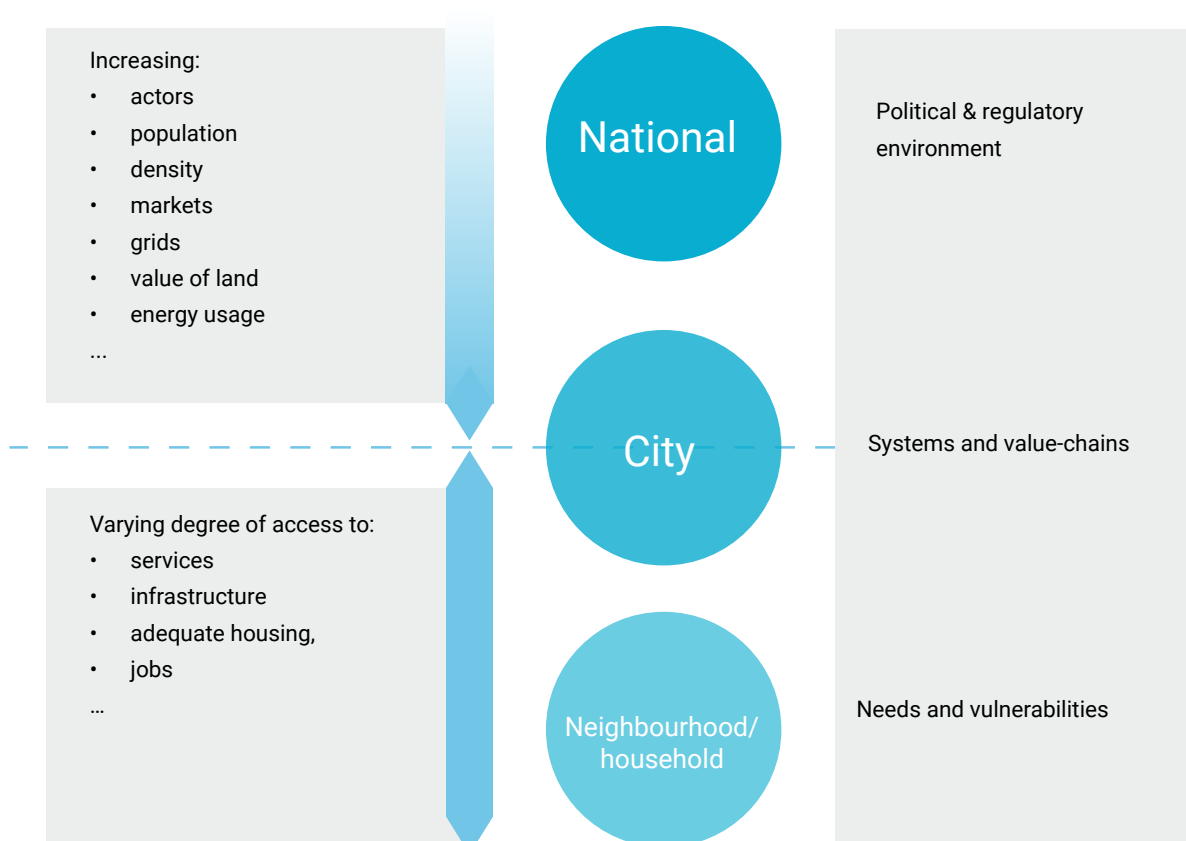 Increasing:
• actors
• population
• density
• markets
• grids
• value of land
• energy usage
...
Varying degree of access to:
• services
• infrastructure
• adequate housing,
• jobs
...
National
City
Neighbourhood/
household
Political & regulatory
environment
Systems and value-chains
Needs and vulnerabilities